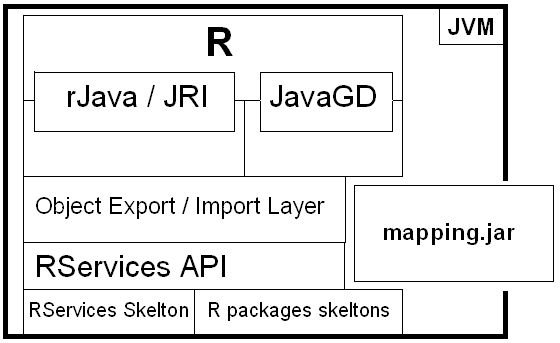 JVM
R
rJava / JRI
JavaGD
Object Export / Import Layer
mapping.jar
RServices API
RServices Skelton
R packages skeltons